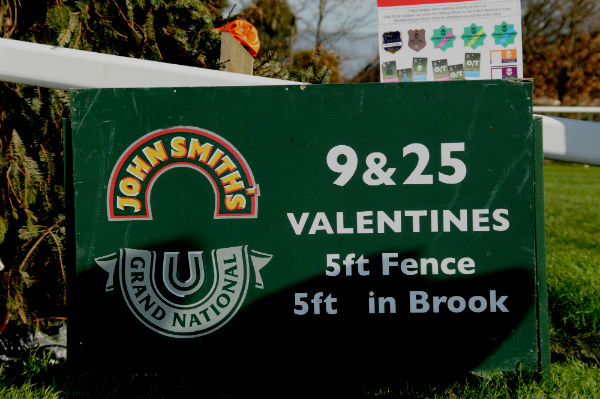 JOHN SMITH'S
GRAND NATIONAL
9&25
VALENTINES
5ft Fence
5ft in Brook